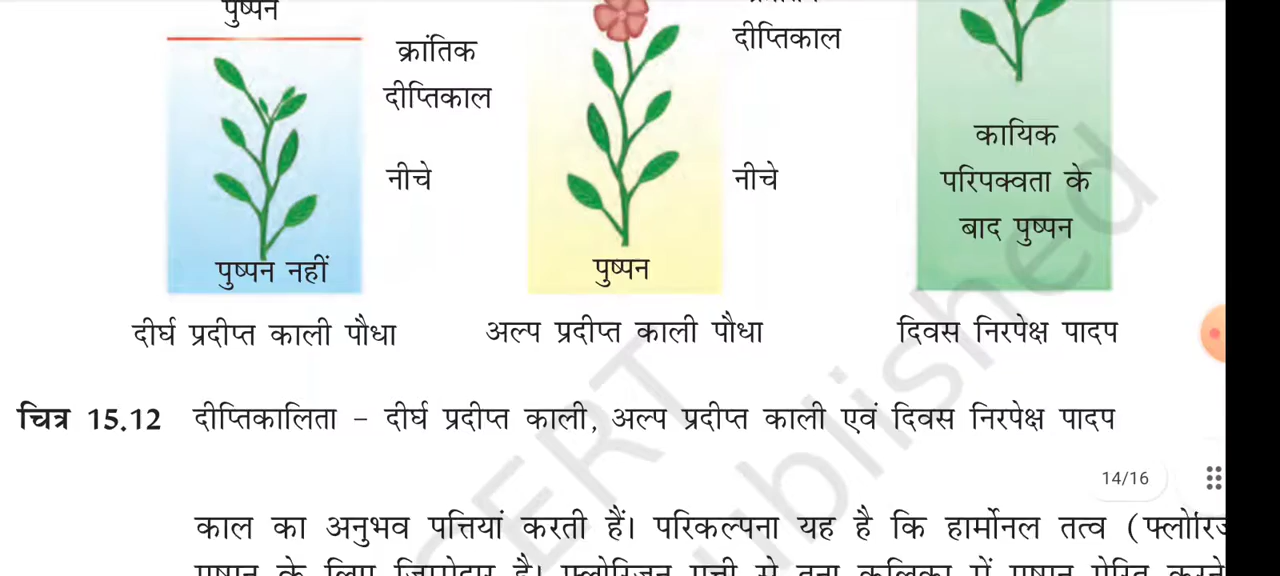 पुष्पन
क्रांतिक
दीप्तिकाल
नीचे
पुष्पन नहीं
दीर्घ प्रदीप्त काली पौधा
दीप्तिकाल
नीचे
पुष्पन
अल्प प्रदीप्त काली पौधा
कायिक
परिपक्वता के
बाद पुष्पन
दिवस निरपेक्ष पादप
चित्र 15.12 दीप्तिकालिता – दीर्घ प्रदीप्त काली, अल्प प्रदीप्त काली एवं दिवस निरपेक्ष पादप
14/16
काल का अनुभव पत्तियां करती हैं। परिकल्पना यह है कि हार्मोनल तत्व